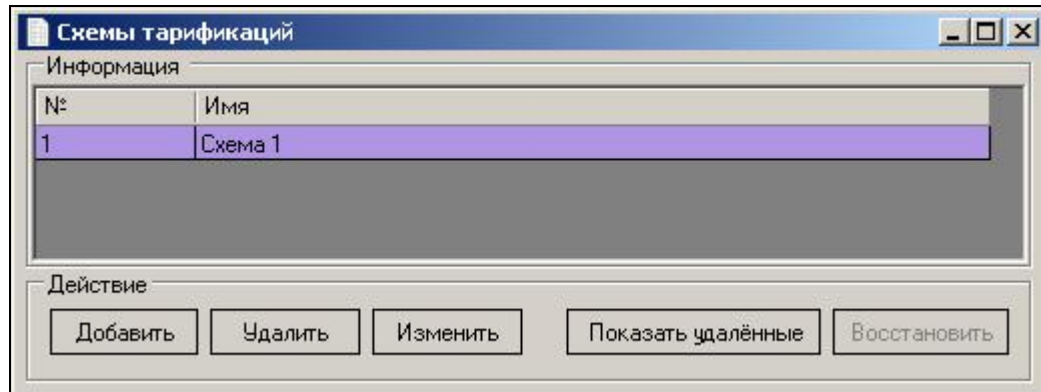 Схемы тарификаций
Информация
№ Имя
1 Схема 1
Действие
Добавить Удалить Изменить Показать удалённые Восстановить